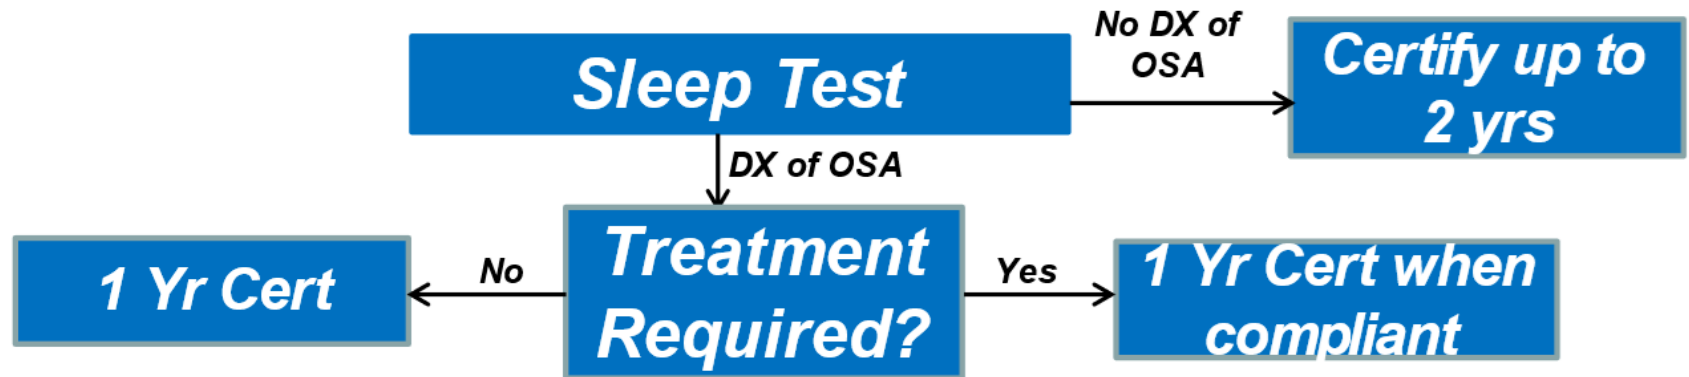 Sleep Test
No DX of
OSA
Certify up to
2 yrs
DX of OSA
1 Yr Cert
No
Treatment
Required?
Yes
1 Yr Cert when
compliant